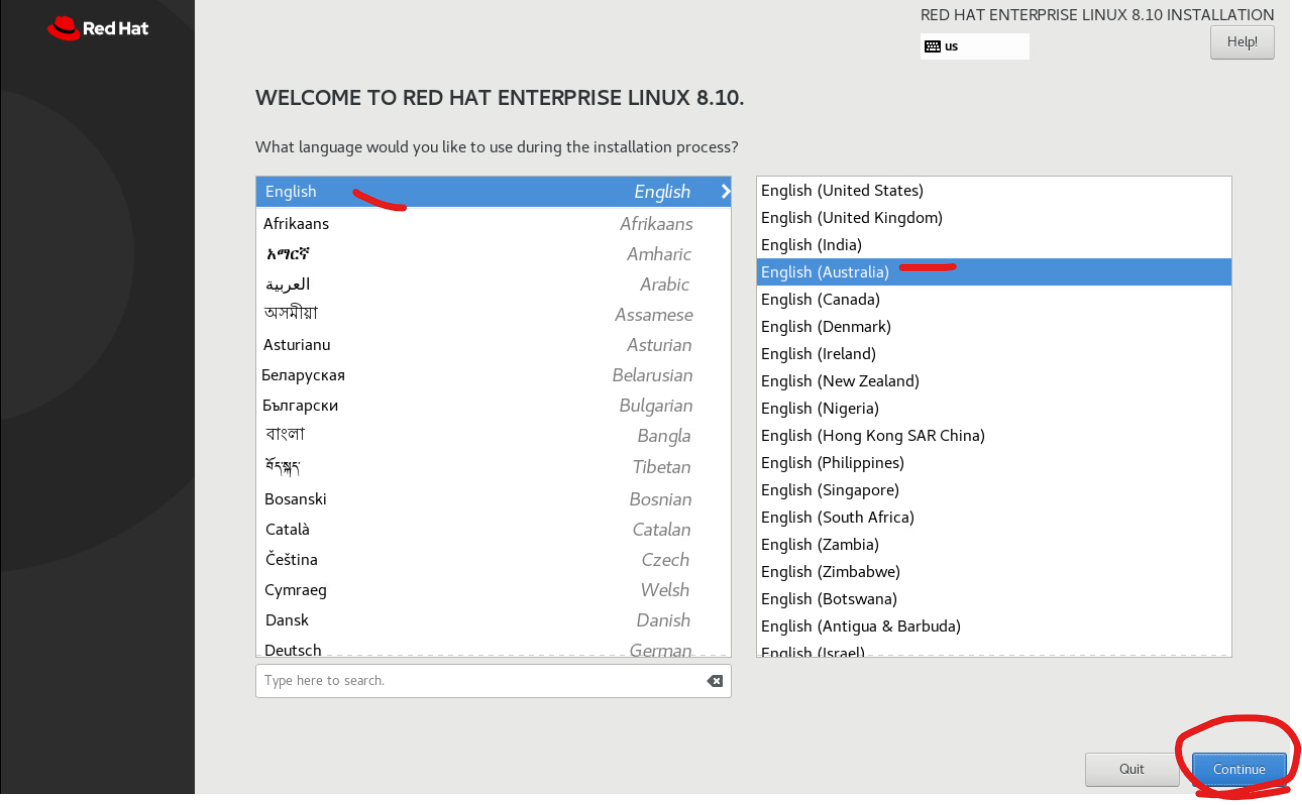 Red Hat
RED HAT ENTERPRISE LINUX 8.10 INSTALLATION
us
Help!
WELCOME TO RED HAT ENTERPRISE LINUX 8.10.
What language would you like to use during the installation process?
English English
Afrikaans Afrikaans
አማርኛ Amharic
العربية Arabic
অসমীয়া Assamese
Asturianu Asturian
Беларуская Belarusian
Български Bulgarian
বাংলা Bangla
བོད་སྐད་ Tibetan
Bosanski Bosnian
Català Catalan
Čeština Czech
Cymraeg Welsh
Dansk Danish
Deutsch German
Type here to search.
English (United States)
English (United Kingdom)
English (India)
English (Australia)
English (Canada)
English (Denmark)
English (Ireland)
English (New Zealand)
English (Nigeria)
English (Hong Kong SAR China)
English (Philippines)
English (Singapore)
English (South Africa)
English (Zambia)
English (Zimbabwe)
English (Botswana)
English (Antigua & Barbuda)
English (Israel)
Quit
Continue